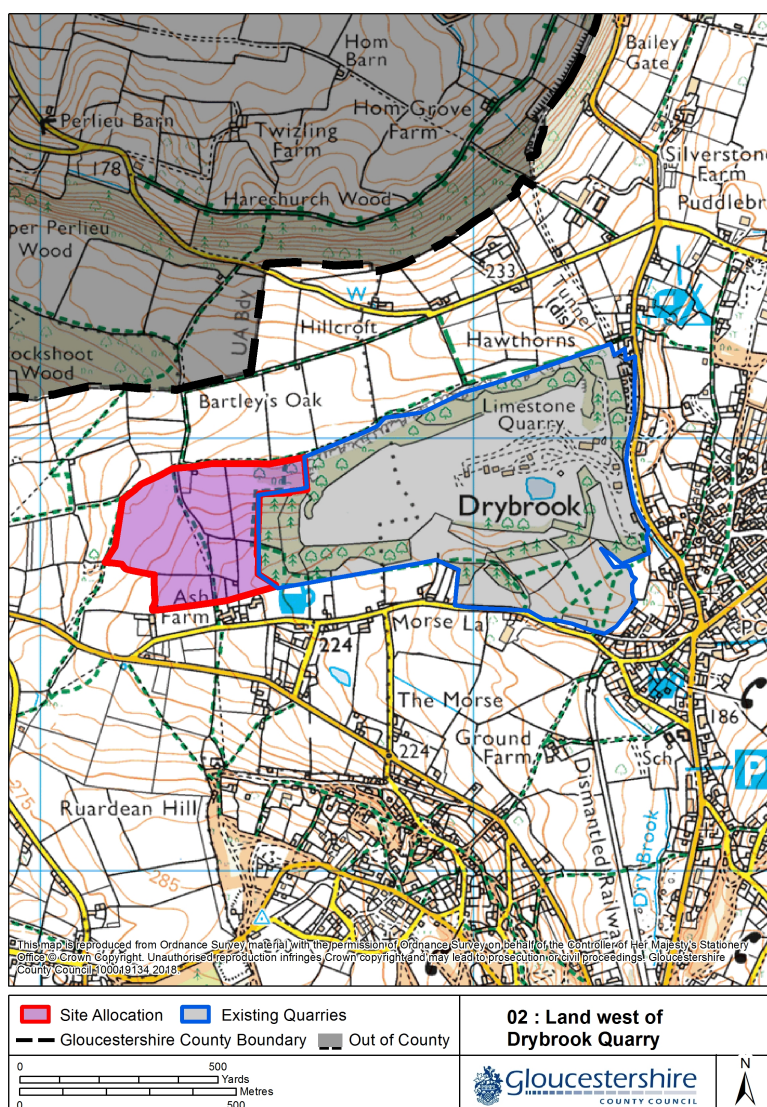 Hom
Barn
Bailey
Gate
Hom Grove
Farm
Perlieu Barn
Twizling
Farm
178
Silverstone
Farm
Puddlebr
Harechurch Wood
per Perlieu
Wood
233
Tunnel
(dis)
W
UA Bdy
Hillcroft
Hawthorns
ockshoot
Wood
Bartley's Oak
Limestone
Quarry
Drybrook
Ash
Farm
Morse La
PO
224
The Morse
186
224
Ground
Farm
Sch
P
Ruardean Hill
275
285
Dismantled Railway
Dry Brook
This map is reproduced from Ordnance Survey material with the permission of Ordnance Survey on behalf of the Controller of Her Majesty's Stationery
Office © Crown Copyright. Unauthorised reproduction infringes Crown copyright and may lead to prosecution or civil proceedings. Gloucestershire
County Council 100019134 2018.
Site Allocation
Existing Quarries
Gloucestershire County Boundary
Out of County
02 : Land west of
Drybrook Quarry
0 500
Yards
Metres
0 500
Gloucestershire
COUNTY COUNCIL
N